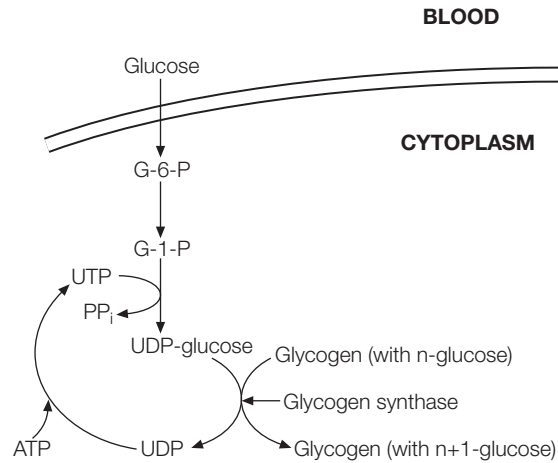 BLOOD
Glucose
CYTOPLASM
G-6-P
G-1-P
UTP
PPi
UDP-glucose
Glycogen (with n-glucose)
Glycogen synthase
ATP
UDP
Glycogen (with n+1-glucose)